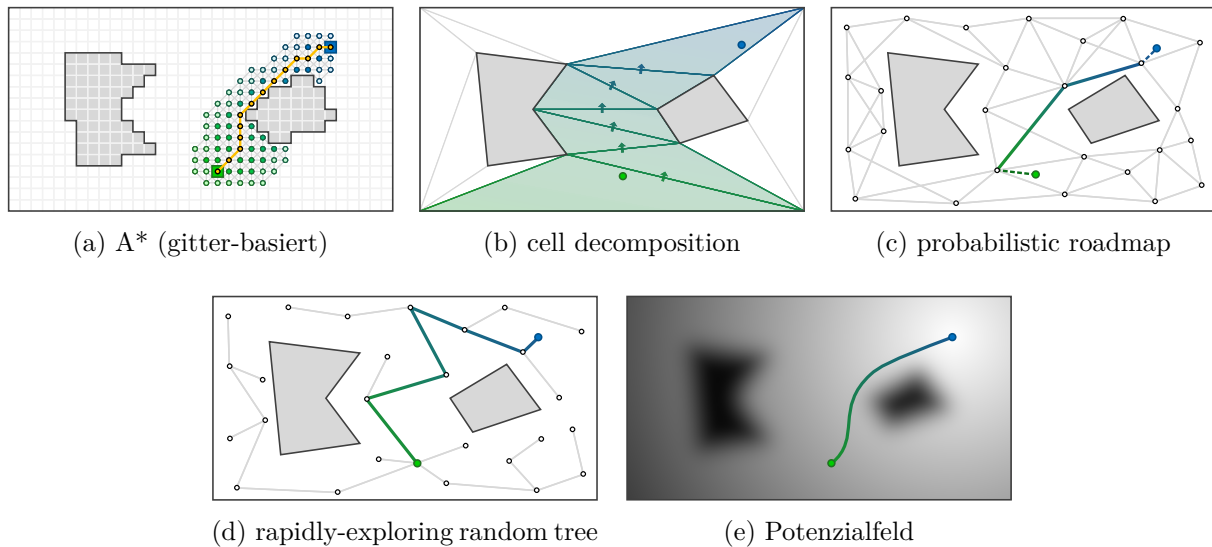 (a) A* (gitter-basiert)
(b) cell decomposition
(c) probabilistic roadmap
(d) rapidly-exploring random tree
(e) Potenzialfeld